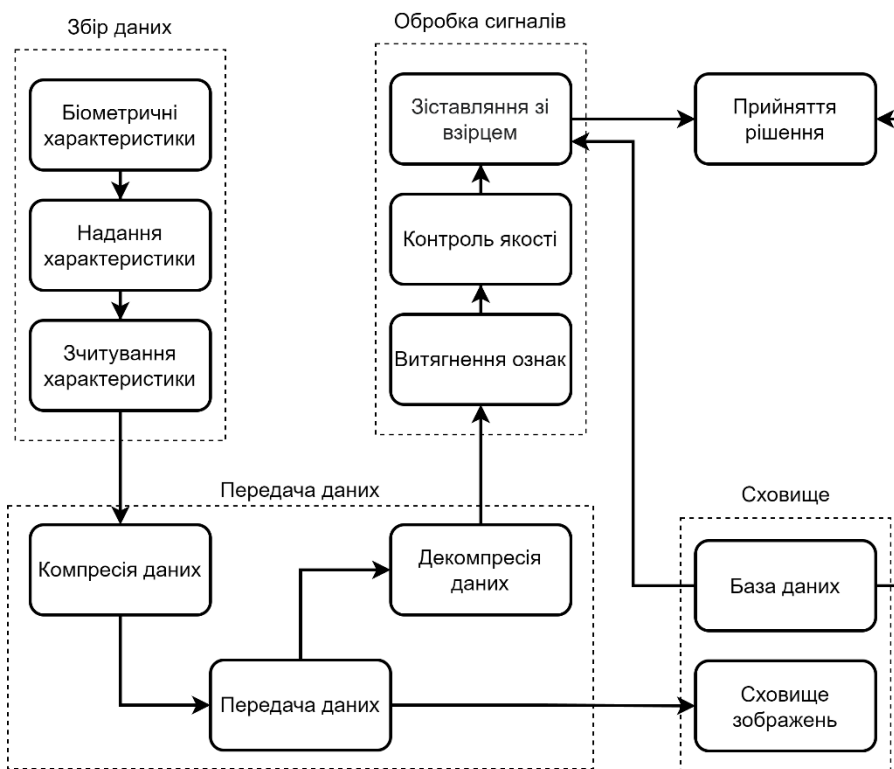 Збір даних
Біометричні
характеристики
Надання
характеристики
Зчитування
характеристики
Обробка сигналів
Зіставляння зі
взірцем
Контроль якості
Витягнення ознак
Прийняття
рішення
Передача даних
Компресія даних
Декомпресія
даних
Передача даних
Сховище
База даних
Сховище
зображень